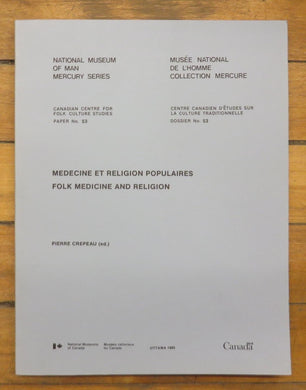 NATIONAL MUSEUM
OF MAN
MERCURY SERIES
MUSÉE NATIONAL
DE L'HOMME
COLLECTION MERCURE
CANADIAN CENTRE FOR
FOLK CULTURE STUDIES
PAPER No. 53
CENTRE CANADIEN D'ÉTUDES SUR
LA CULTURE TRADITIONNELLE
DOSSIER No. 53
MEDECINE ET RELIGION POPULAIRES
FOLK MEDICINE AND RELIGION
PIERRE CREPEAU (ed.)
National Museums
of Canada
Musées nationaux
du Canada
OTTAWA 1985
Canada